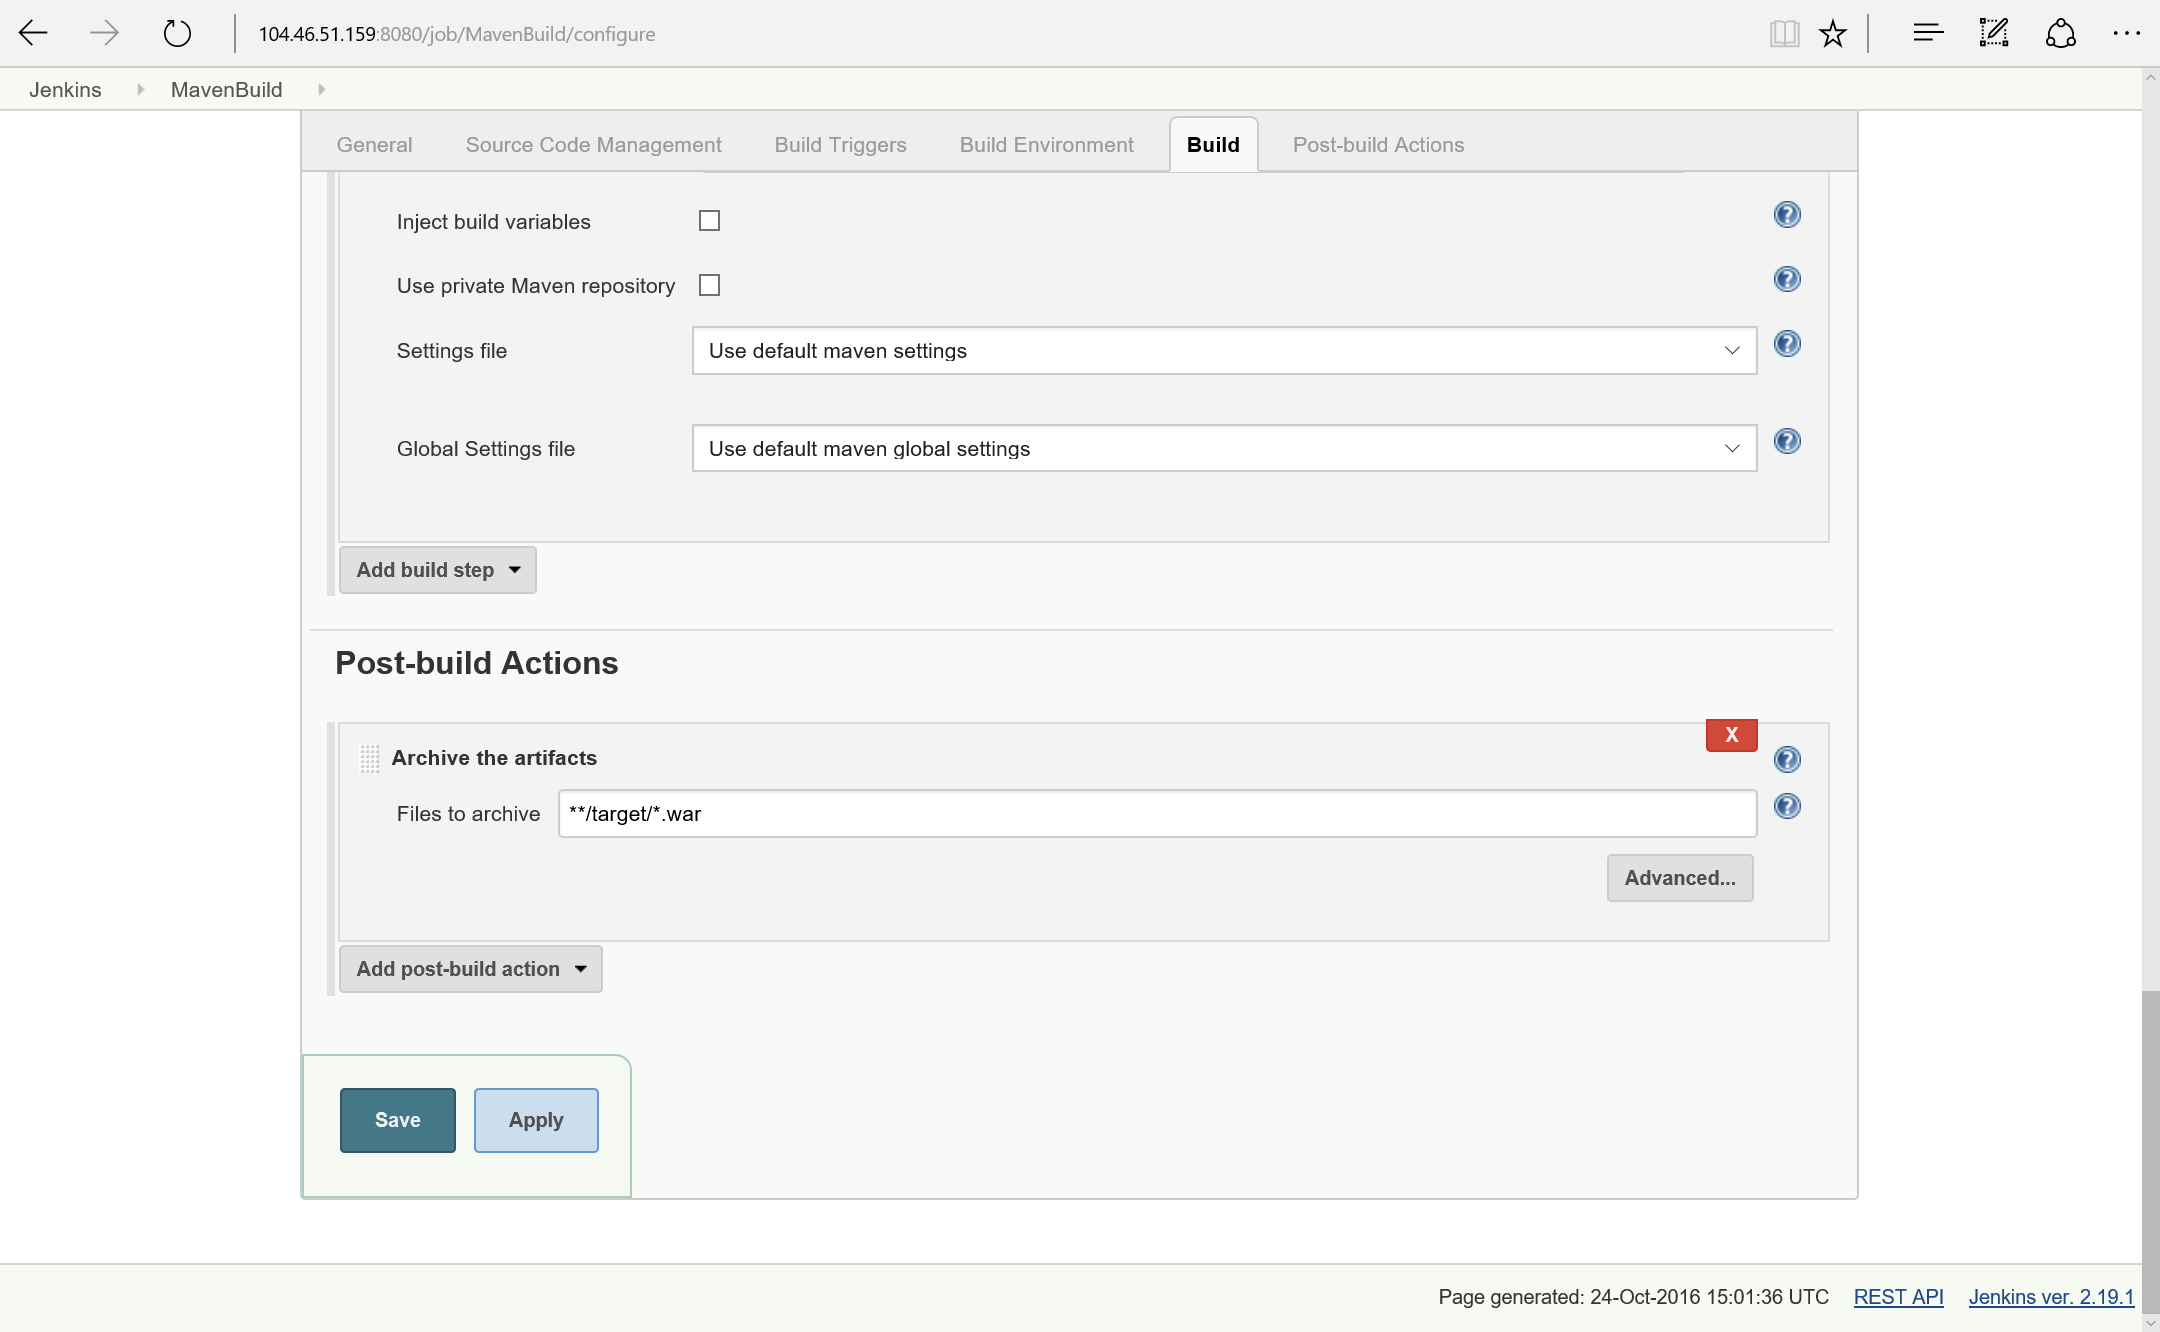 104.46.51.159:8080/job/MavenBuild/configure
Jenkins MavenBuild
General Source Code Management Build Triggers Build Environment Build Post-build Actions
Inject build variables
Use private Maven repository
Settings file Use default maven settings
Global Settings file Use default maven global settings
Add build step
Post-build Actions
X
Archive the artifacts
Files to archive **/target/*.war
Advanced...
Add post-build action
Save Apply
Page generated: 24-Oct-2016 15:01:36 UTC REST API Jenkins ver. 2.19.1